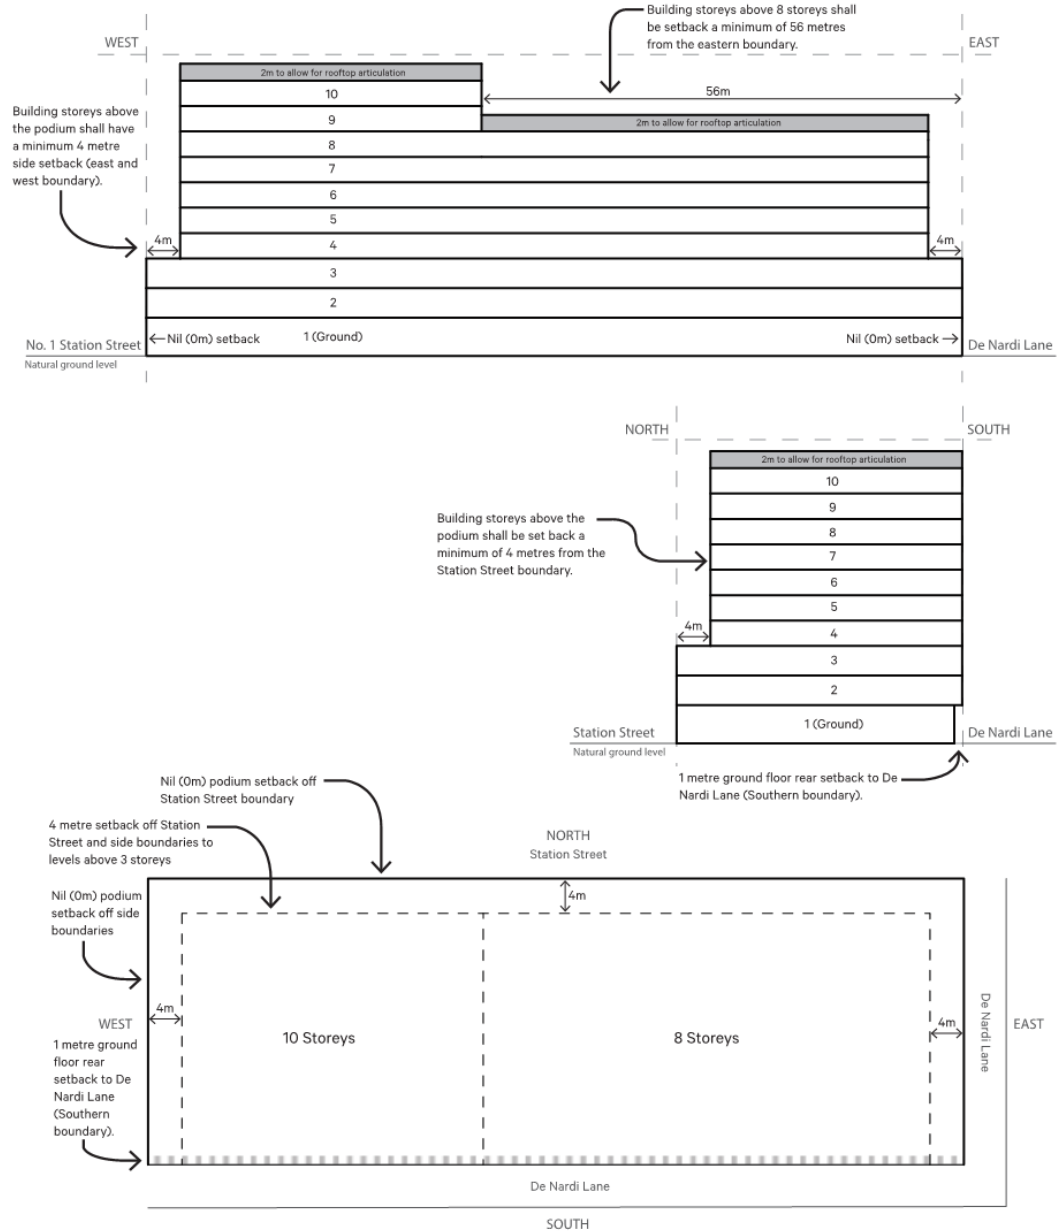 Building storeys above 8 storeys shall
be setback a minimum of 56 metres
from the eastern boundary.
WEST
EAST
2m to allow for rooftop articulation
10
56m
9
2m to allow for rooftop articulation
Building storeys above
the podium shall have
a minimum 4 metre
side setback (east and
west boundary).
8
7
6
5
4m
4
4m
3
2
No. 1 Station Street
Nil (0m) setback
1 (Ground)
Nil (0m) setback
De Nardi Lane
Natural ground level
NORTH
SOUTH
2m to allow for rooftop articulation
10
9
Building storeys above the
podium shall be set back a
minimum of 4 metres from the
Station Street boundary.
8
7
6
5
4m
4
3
2
Station Street
1 (Ground)
De Nardi Lane
Natural ground level
1 metre ground floor rear setback to De
Nardi Lane (Southern boundary).
Nil (0m) podium setback off
Station Street boundary
4 metre setback off Station
Street and side boundaries to
levels above 3 storeys
NORTH
Station Street
Nil (0m) podium
setback off side
boundaries
4m
4m
WEST
10 Storeys
8 Storeys
4m
De Nardi Lane
EAST
1 metre ground
floor rear
setback to De
Nardi Lane
(Southern
boundary).
De Nardi Lane
SOUTH